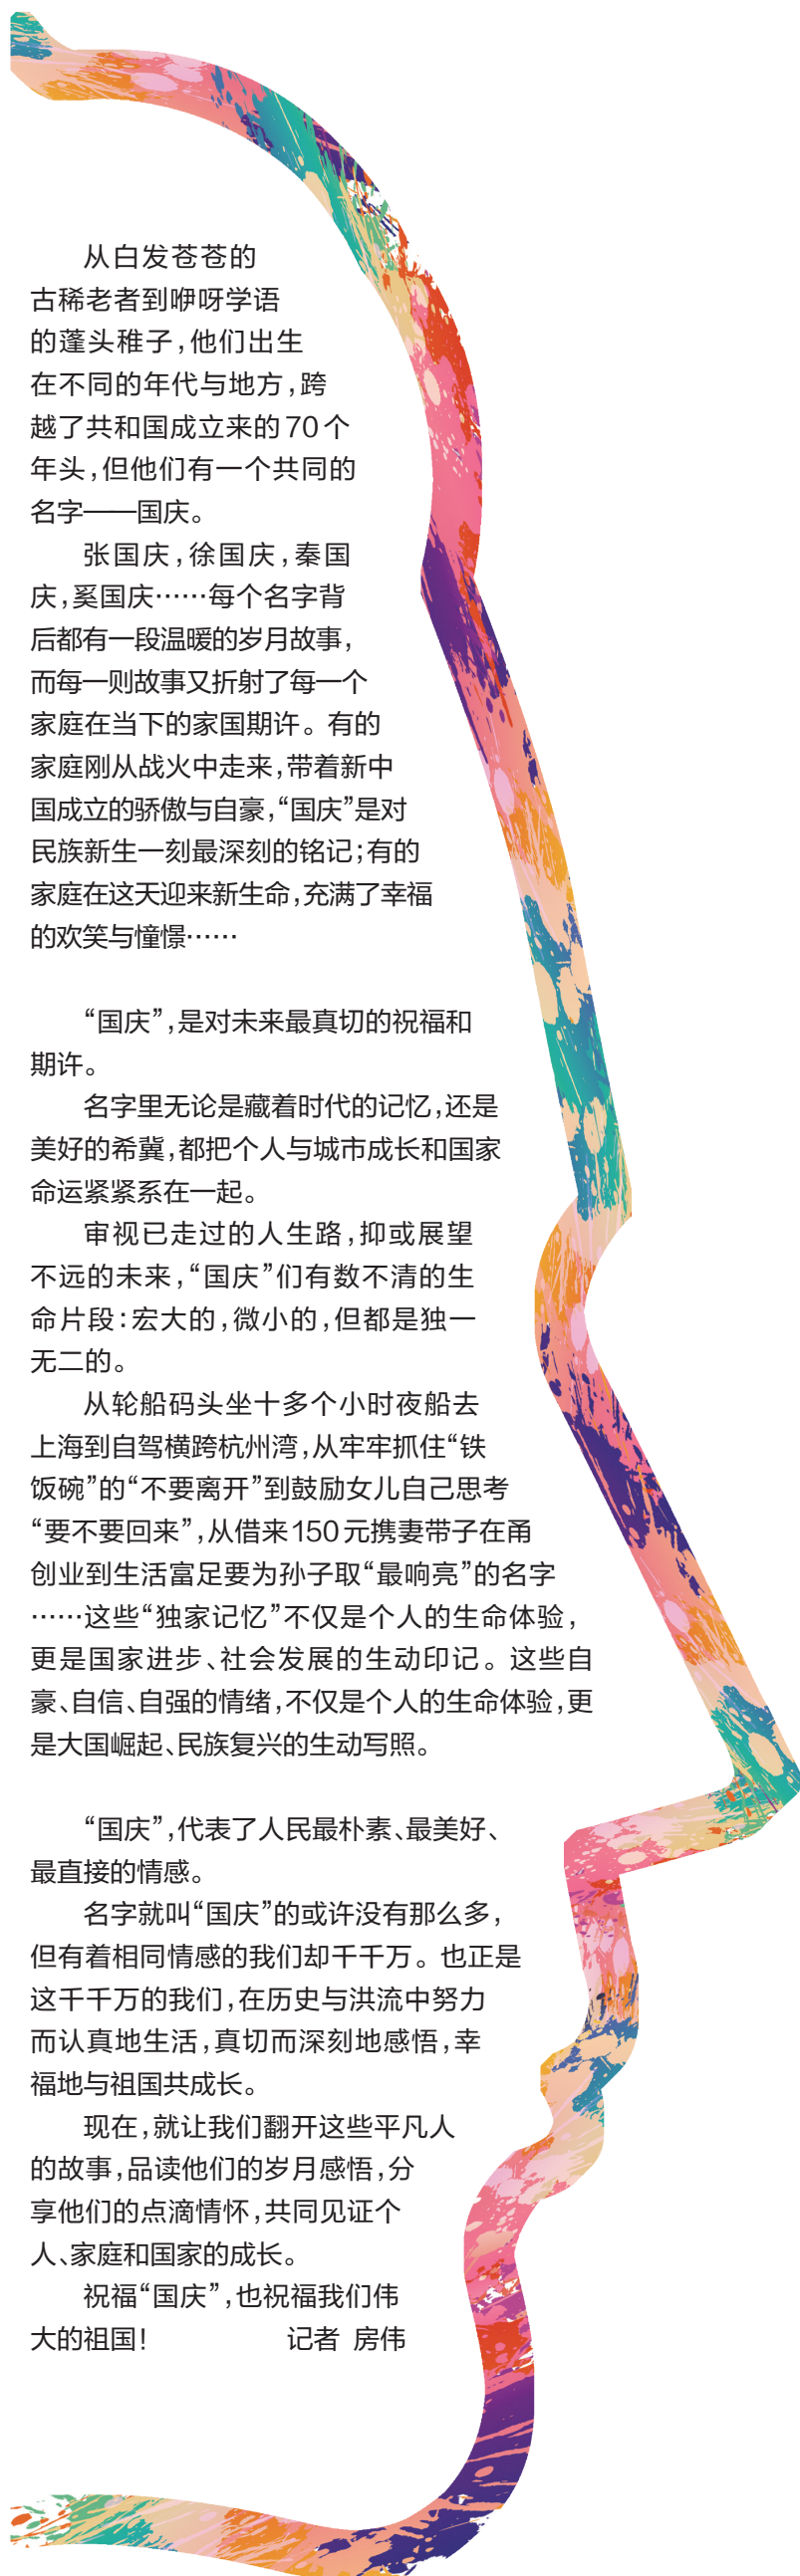 从白发苍苍的
古稀老者到咿呀学语
的蓬头稚子,他们出生
在不同的年代与地方,跨
越了共和国成立来的70个
年头,但他们有一个共同的
名字——国庆。
张国庆,徐国庆,秦国
庆,奚国庆……每个名字背
后都有一段温暖的岁月故事,
而每一则故事又折射了每一个
家庭在当下的家国期许。有的
家庭刚从战火中走来,带着新中
国成立的骄傲与自豪,“国庆”是对
民族新生一刻最深刻的铭记;有的
家庭在这天迎来新生命,充满了幸福
的欢笑与憧憬……
“国庆”,是对未来最真切的祝福和
期许。
名字里无论是藏着时代的记忆,还是
美好的希冀,都把个人与城市成长和国家
命运紧紧系在一起。
审视已走过的人生路,抑或展望
不远的未来,“国庆”们有数不清的生
命片段:宏大的,微小的,但都是独一
无二的。
从轮船码头坐十多个小时夜船去
上海到自驾横跨杭州湾,从牢牢抓住“铁
饭碗”的“不要离开”到鼓励女儿自己思考
“要不要回来”,从借来150元携妻带子在甬
创业到生活富足要为孙子取“最响亮”的名字
……这些“独家记忆”不仅是个人的生命体验,
更是国家进步、社会发展的生动印记。这些自
豪、自信、自强的情绪,不仅是个人的生命体验,更
是大国崛起、民族复兴的生动写照。
“国庆”,代表了人民最朴素、最美好、
最直接的情感。
名字就叫“国庆”的或许没有那么多,
但有着相同情感的我们却千千万。也正是
这千千万的我们,在历史与洪流中努力
而认真地生活,真切而深刻地感悟,幸
福地与祖国共成长。
现在,就让我们翻开这些平凡人
的故事,品读他们的岁月感悟,分
享他们的点滴情怀,共同见证个
人、家庭和国家的成长。
祝福“国庆”,也祝福我们伟
大的祖国! 记者 房伟